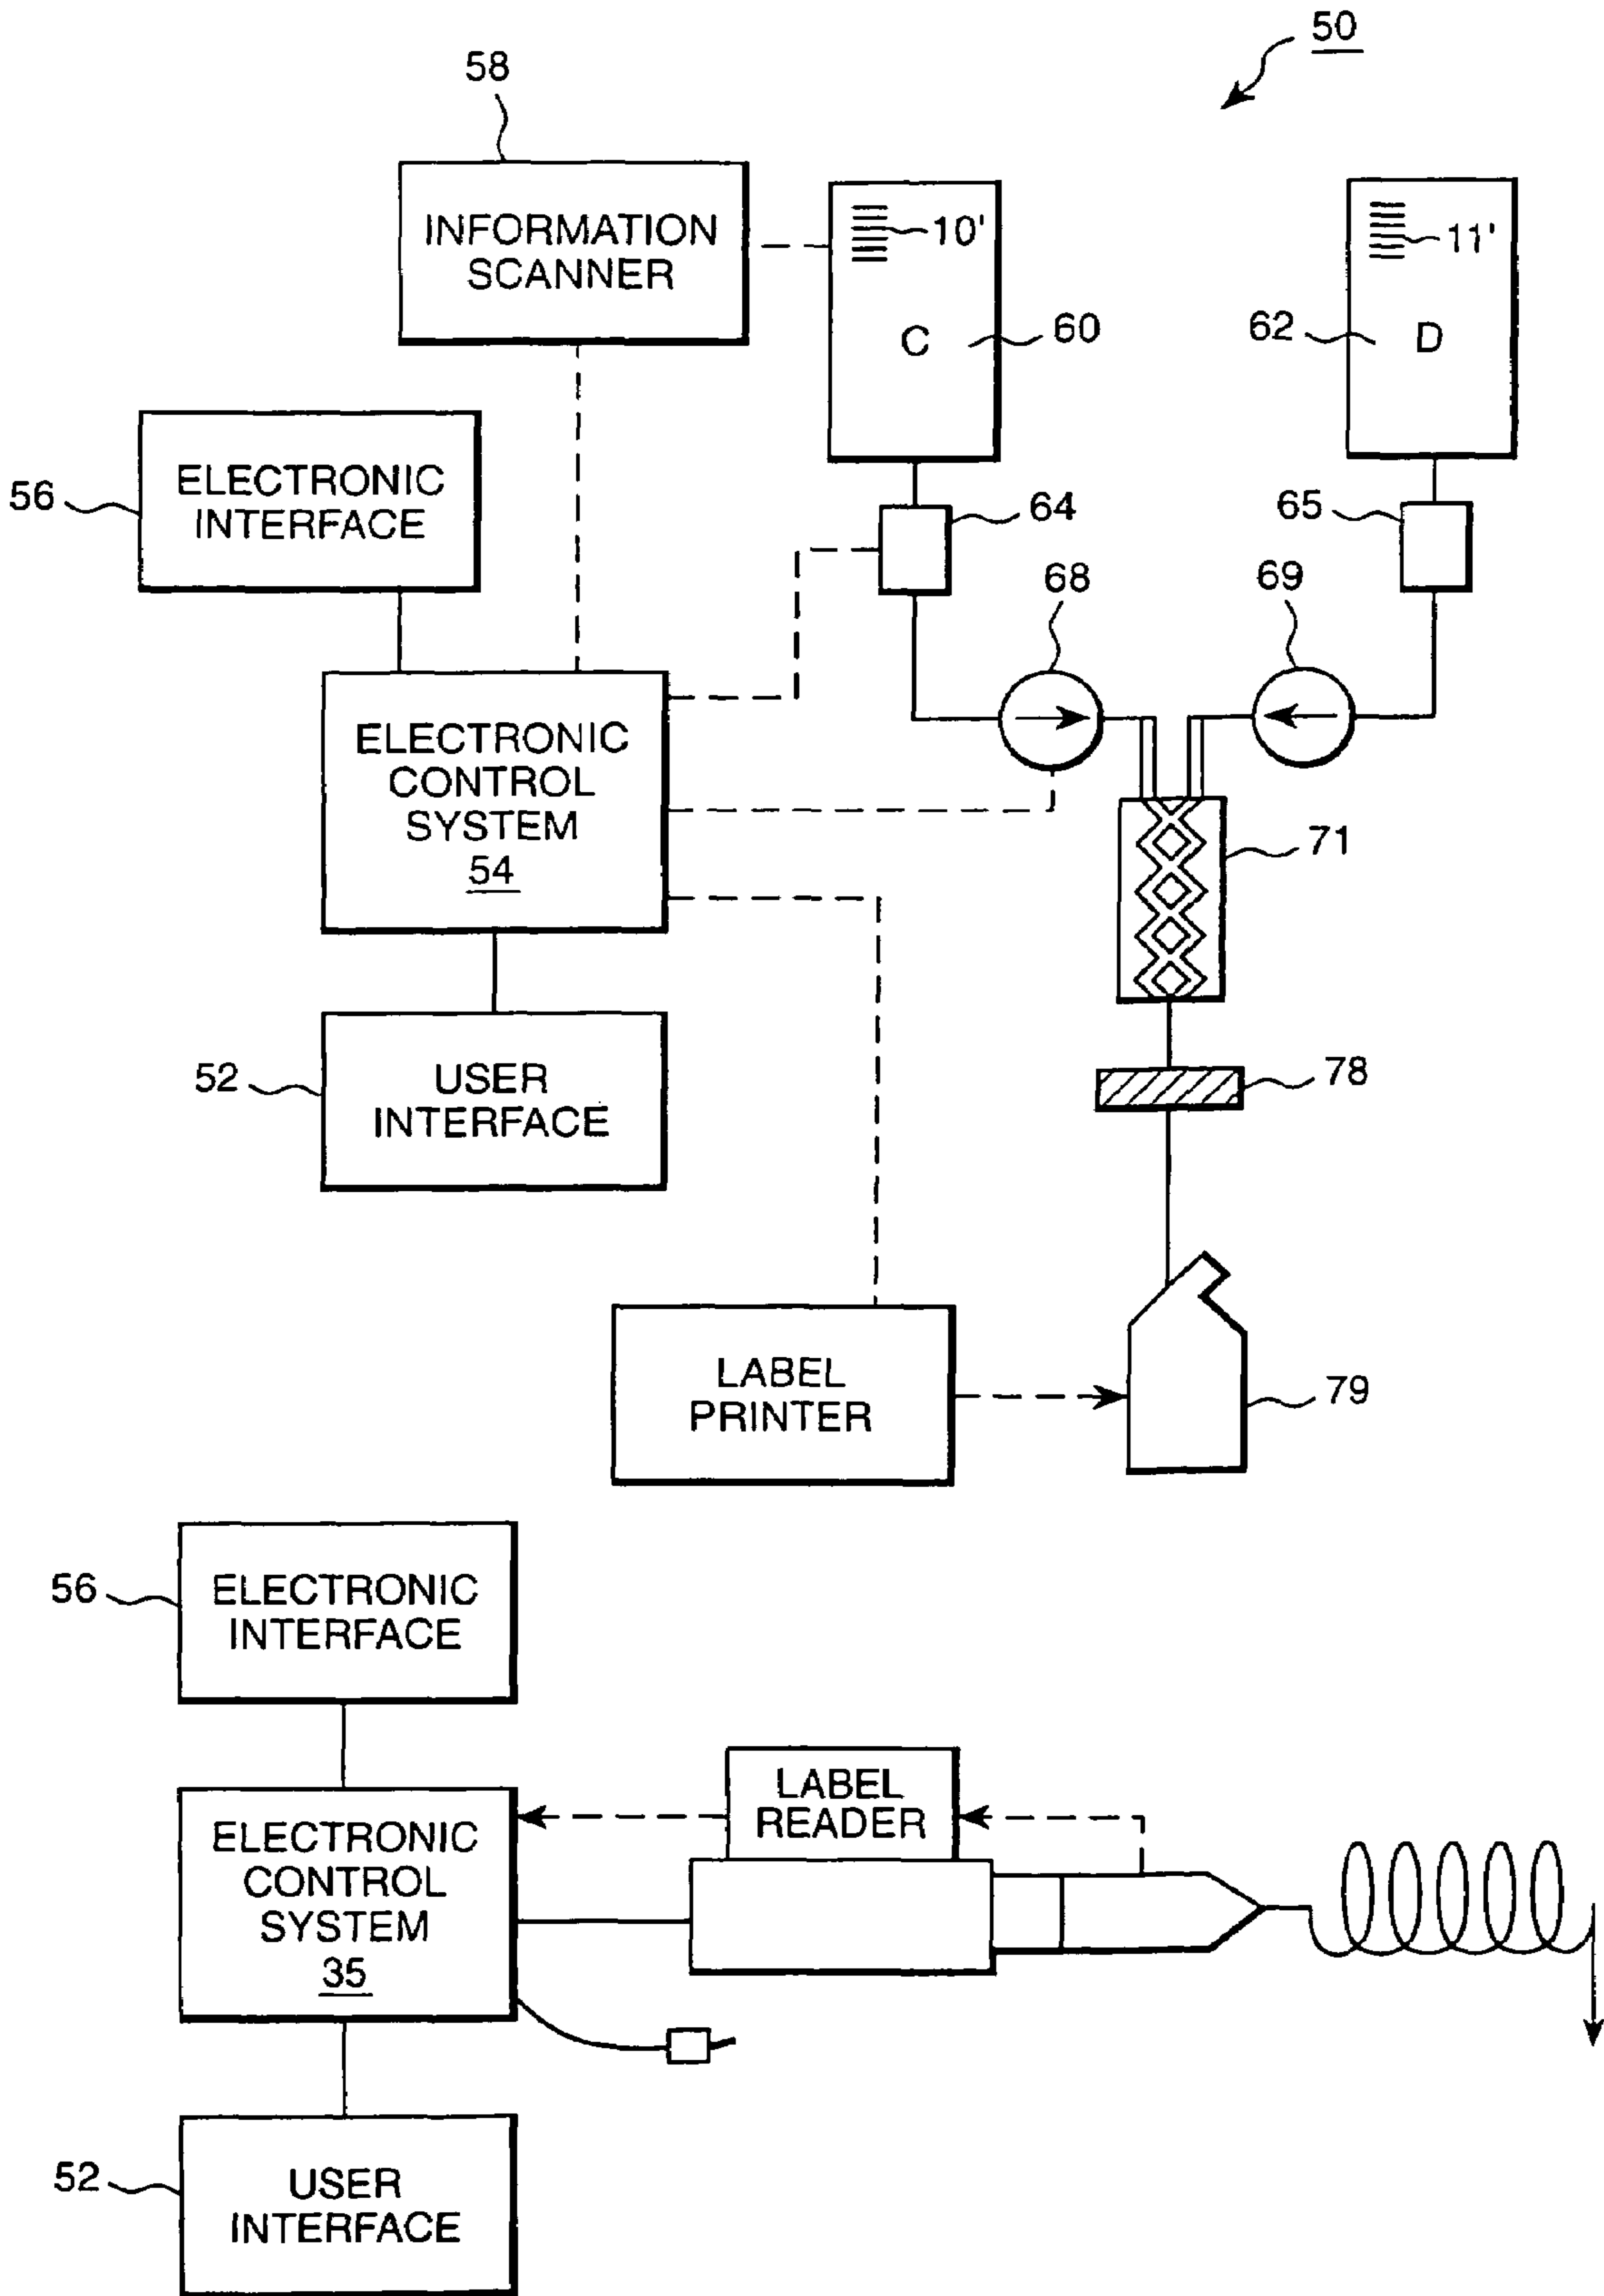 50
58
INFORMATION
SCANNER
10'
11'
C
60
62
D
56
ELECTRONIC
INTERFACE
64
65
68
69
ELECTRONIC
CONTROL
SYSTEM
54
71
52
USER
INTERFACE
78
LABEL
PRINTER
79
56
ELECTRONIC
INTERFACE
LABEL
READER
ELECTRONIC
CONTROL
SYSTEM
35
52
USER
INTERFACE